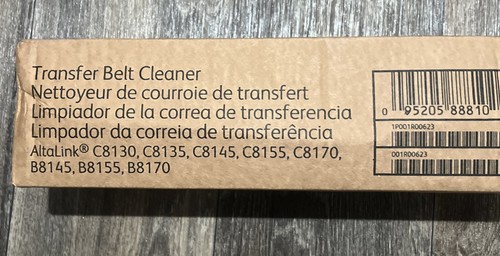 Transfer Belt Cleaner
Nettoyeur de courroie de transfert
Limpiador de la correa de transferencia
Limpiador da correia de transferência
AltaLink® C8130, C8135, C8145, C8155, C8170,
B8145, B8155, B8170
0 95205 88810
1P001R00623
001R00623